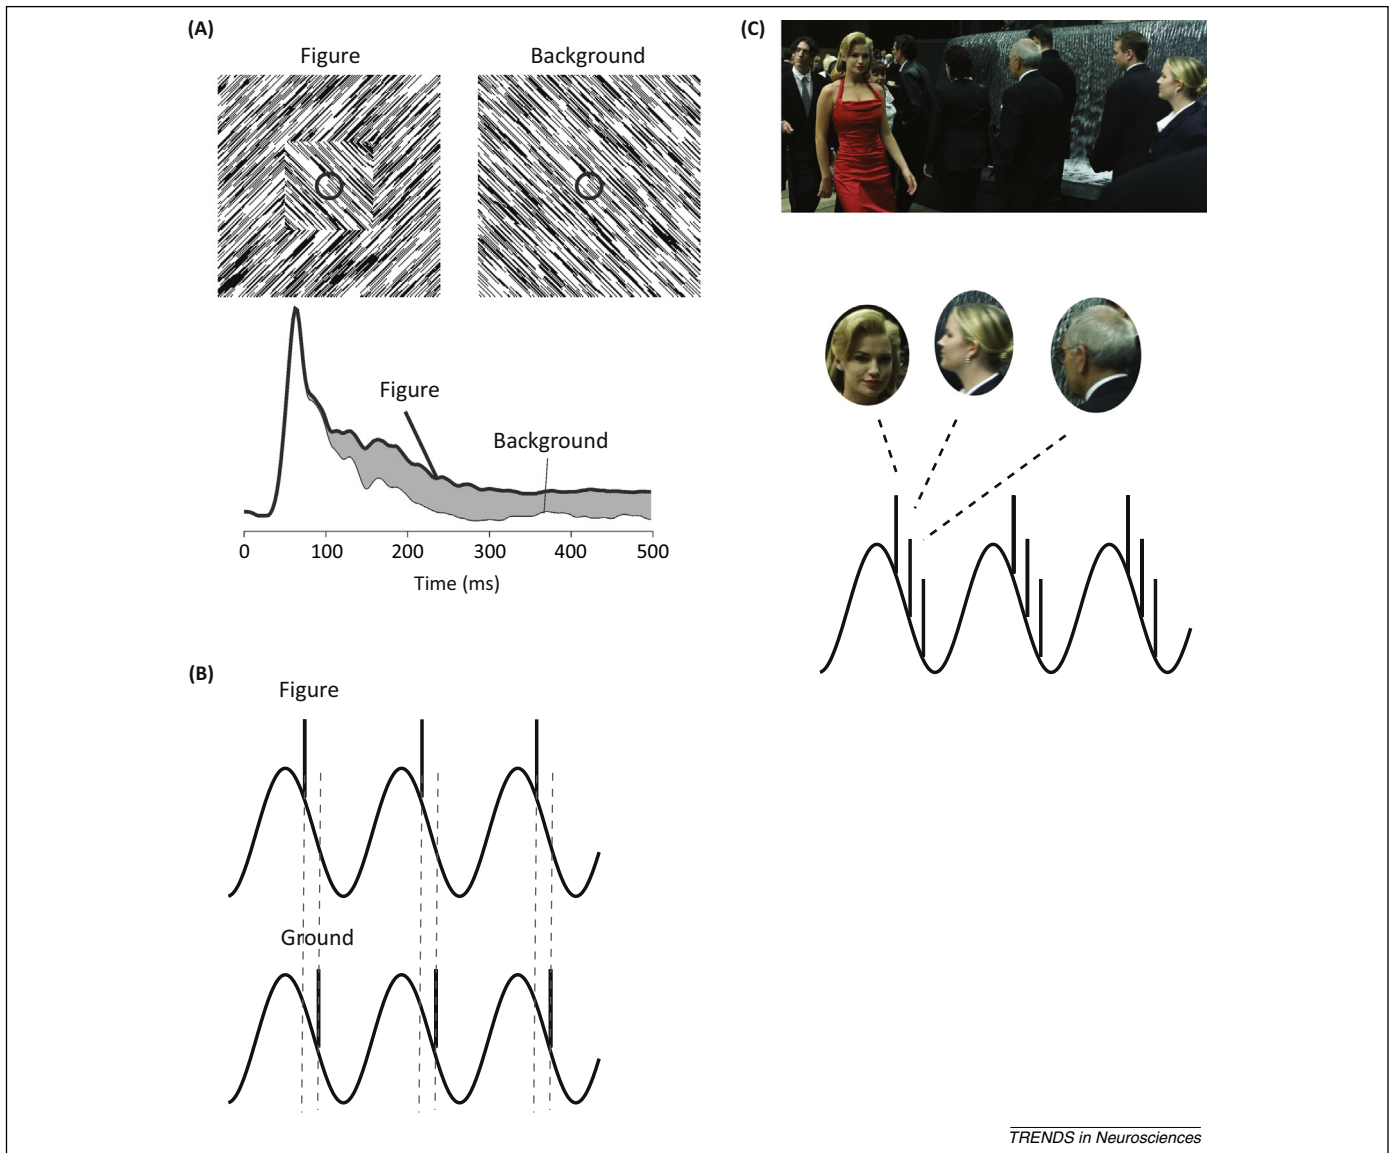 (A)
Figure
Background
Figure
Background
0 100 200 300 400 500
Time (ms)
(B)
Figure
Ground
(C)
TRENDS in Neurosciences